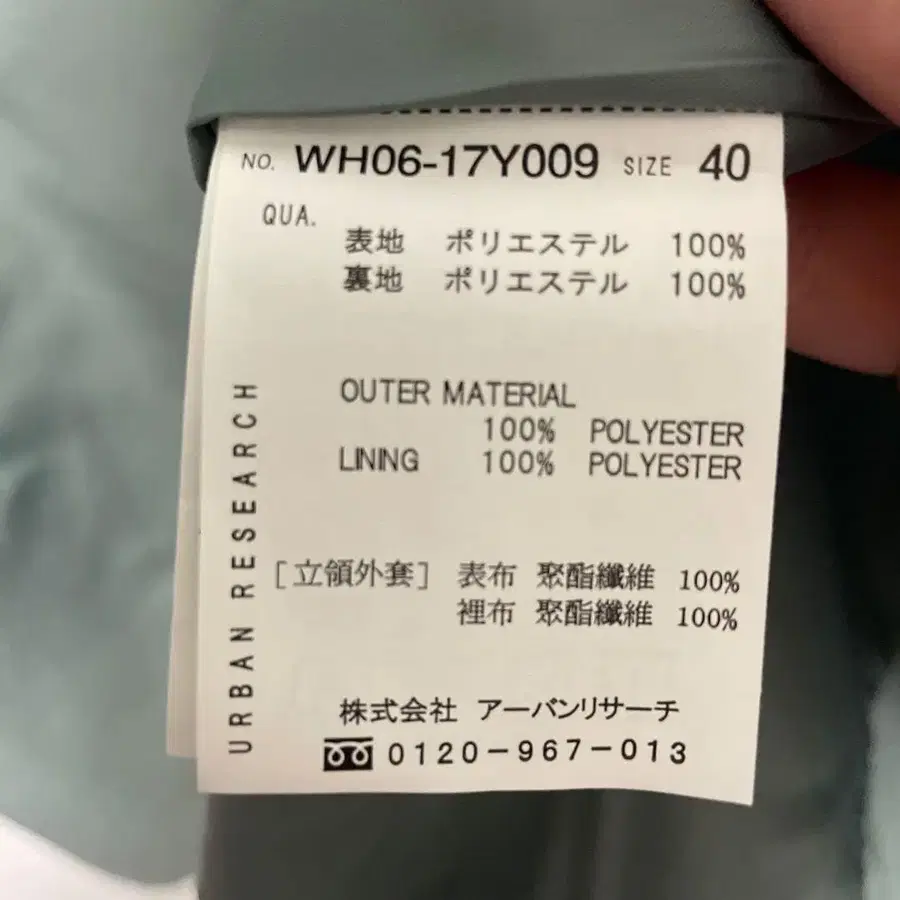 NO. WH06-17Y009 SIZE 40
QUA.
表地 ポリエステル 100%
裏地 ポリエステル 100%
OUTER MATERIAL
100% POLYESTER
LINING 100% POLYESTER
[立領外套] 表布 聚酯纖維 100%
裡布 聚酯纖維 100%
株式会社 アーバンリサーチ
0120-967-013
URBAN RESEARCH